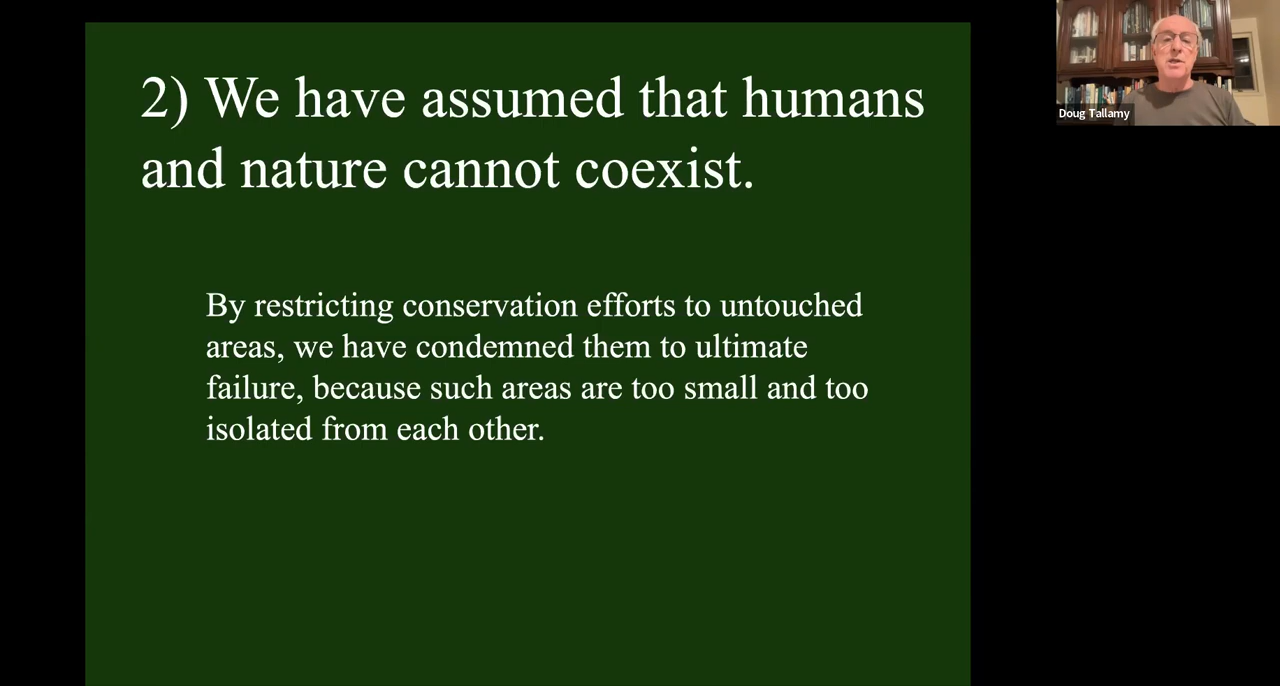 2) We have assumed that humans
and nature cannot coexist.
By restricting conservation efforts to untouched
areas, we have condemned them to ultimate
failure, because such areas are too small and too
isolated from each other.
Doug Tallamy